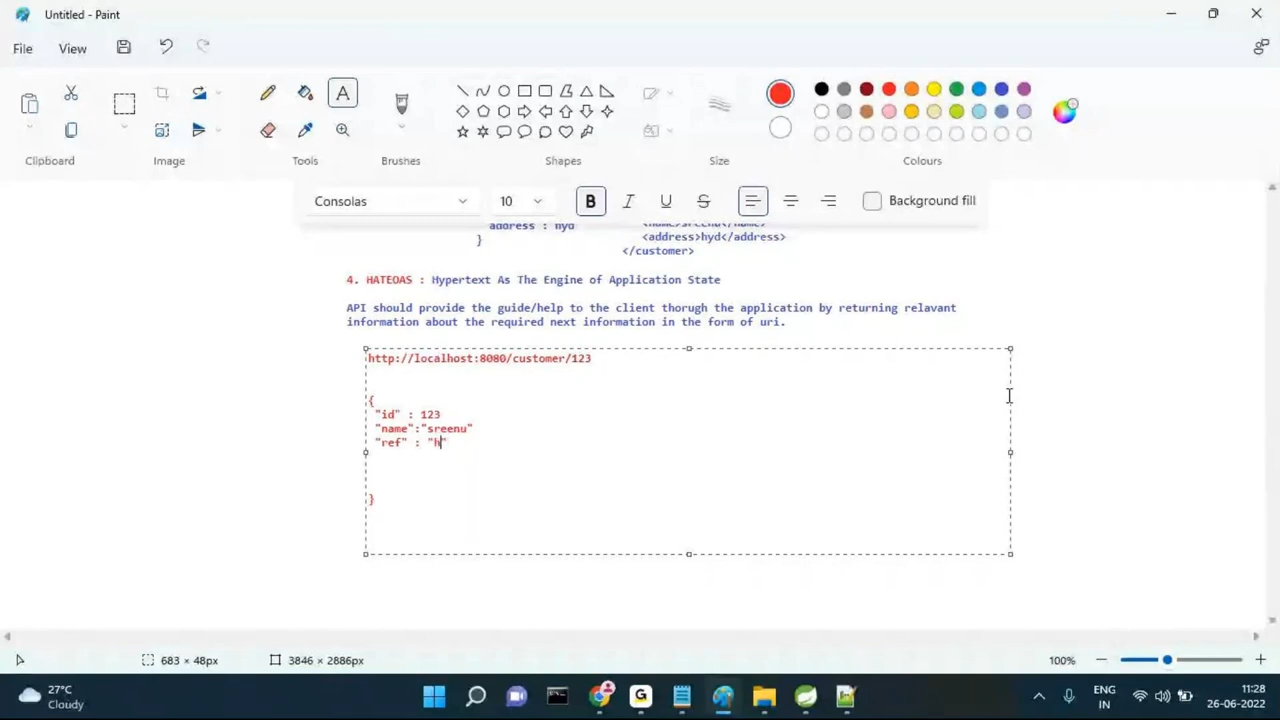 Untitled - Paint
File View
Clipboard Image Tools Brushes Shapes Size Colours
Consolas 10 B I U S Background fill
address : hyd <name>sreenu</name>
} <address>hyd</address>
</customer>
4. HATEOAS : Hypertext As The Engine of Application State
API should provide the guide/help to the client thorugh the application by returning relavant
information about the required next information in the form of uri.
http://localhost:8080/customer/123
{
"id" : 123
"name":"sreenu"
"ref" : "h"
}
683 × 48px 3846 × 2886px 100%
27°C
Cloudy
ENG
IN
11:28
26-06-2022